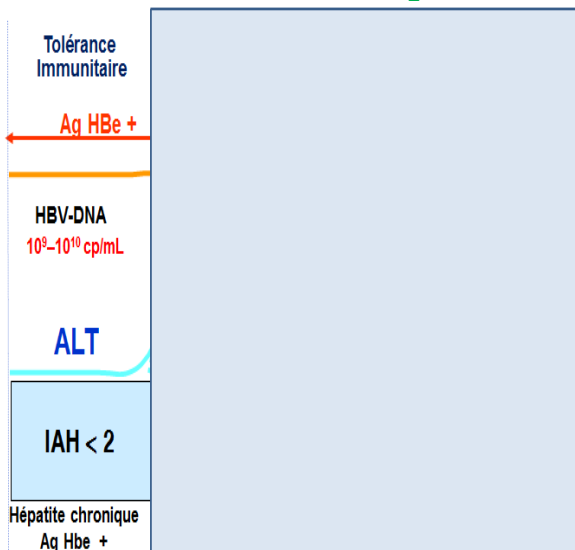 Tolérance
Immunitaire
Ag HBe +
HBV-DNA
10⁹–10¹⁰ cp/mL
ALT
IAH < 2
Hépatite chronique
Ag Hbe +